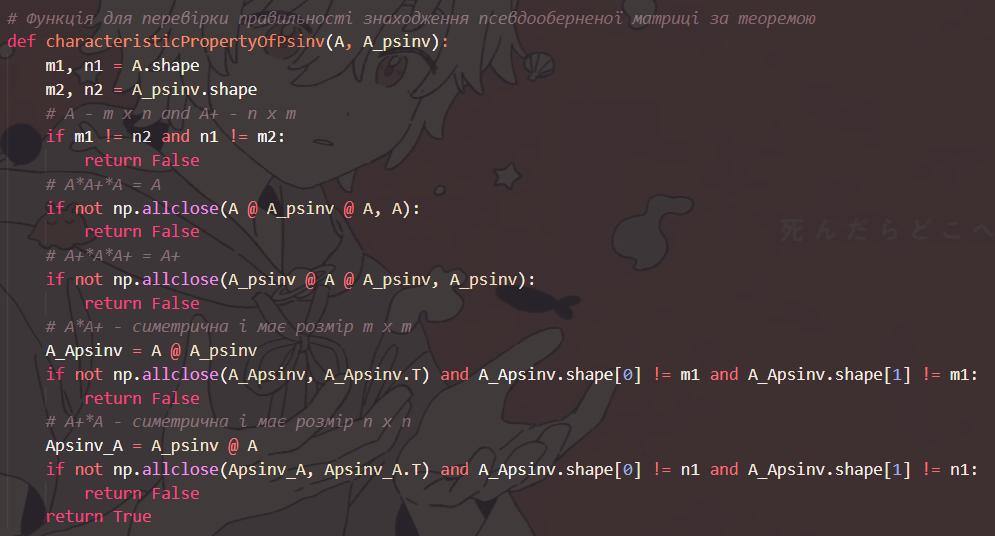 # Функція для перевірки правильності знаходження псевдооберненої матриці за теоремою
def characteristicPropertyOfPsinv(A, A_psinv):
    m1, n1 = A.shape
    m2, n2 = A_psinv.shape
    # A - m x n and A+ - n x m
    if m1 != n2 and n1 != m2:
        return False
    # A*A+*A = A
    if not np.allclose(A @ A_psinv @ A, A):
        return False
    # A+*A*A+ = A+
    if not np.allclose(A_psinv @ A @ A_psinv, A_psinv):
        return False
    # A*A+ - симетрична і має розмір m x m
    A_Apsinv = A @ A_psinv
    if not np.allclose(A_Apsinv, A_Apsinv.T) and A_Apsinv.shape[0] != m1 and A_Apsinv.shape[1] != m1:
        return False
    # A+*A - симетрична і має розмір n x n
    Apsinv_A = A_psinv @ A
    if not np.allclose(Apsinv_A, Apsinv_A.T) and A_Apsinv.shape[0] != n1 and A_Apsinv.shape[1] != n1:
        return False
    return True
死んだらどこへ